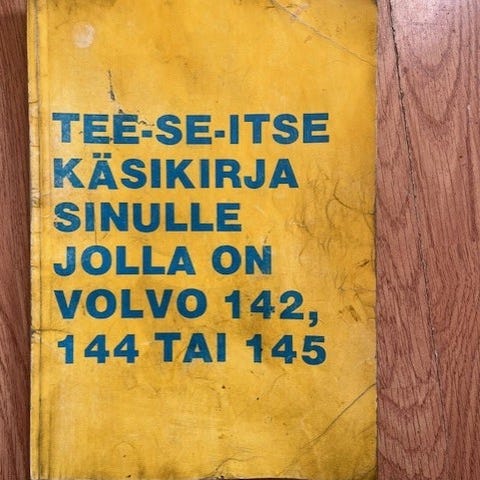 TEE-SE-ITSE
KÄSIKIRJA
SINULLE
JOLLA ON
VOLVO 142,
144 TAI 145